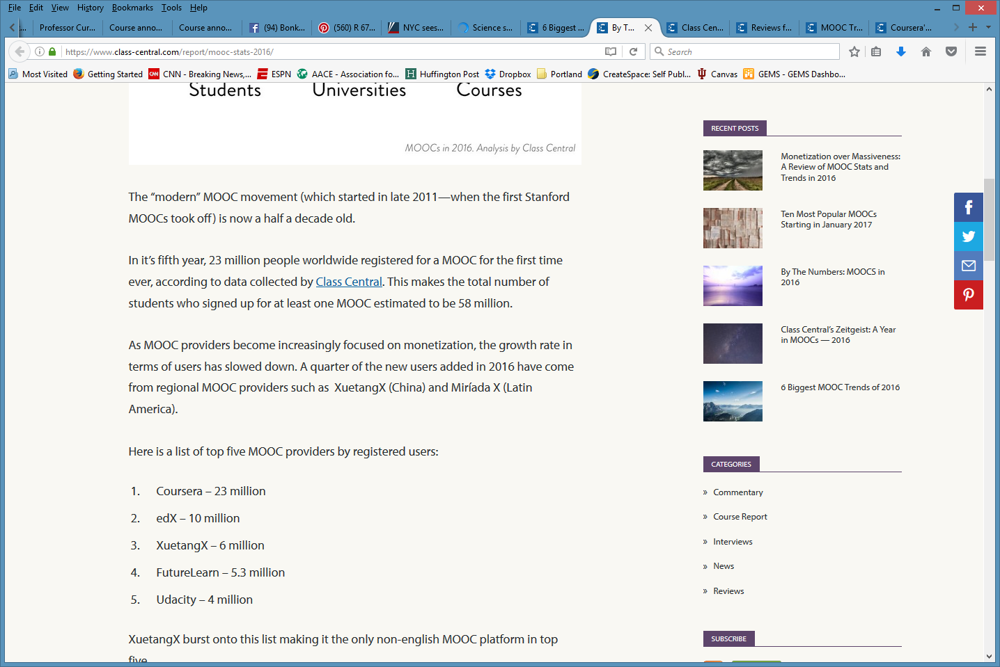 File Edit View History Bookmarks Tools Help
... Professor Cur... Course anno... Course anno... (94) Bonk... (560) R 67... NYC sees... Science s... 6 Biggest ... By T... Class Cen... Reviews f... MOOC Tr... Coursera'...
https://www.class-central.com/report/mooc-stats-2016/ Search
Most Visited Getting Started CNN - Breaking News,... ESPN AACE - Association fo... Huffington Post Dropbox Portland CreateSpace: Self Publ... Canvas GEMS - GEMS Dashbo...
Students Universities Courses
MOOCs in 2016. Analysis by Class Central
The “modern” MOOC movement (which started in late 2011—when the first Stanford
MOOCs took off) is now a half a decade old.
In it’s fifth year, 23 million people worldwide registered for a MOOC for the first time
ever, according to data collected by Class Central. This makes the total number of
students who signed up for at least one MOOC estimated to be 58 million.
As MOOC providers become increasingly focused on monetization, the growth rate in
terms of users has slowed down. A quarter of the new users added in 2016 have come
from regional MOOC providers such as XuetangX (China) and Miríada X (Latin
America).
Here is a list of top five MOOC providers by registered users:
1. Coursera – 23 million
2. edX – 10 million
3. XuetangX – 6 million
4. FutureLearn – 5.3 million
5. Udacity – 4 million
XuetangX burst onto this list making it the only non-english MOOC platform in top
five.
RECENT POSTS
Monetization over Massiveness:
A Review of MOOC Stats and
Trends in 2016
Ten Most Popular MOOCs
Starting in January 2017
By The Numbers: MOOCS in
2016
Class Central’s Zeitgeist: A Year
in MOOCs — 2016
6 Biggest MOOC Trends of 2016
CATEGORIES
» Commentary
» Course Report
» Interviews
» News
» Reviews
SUBSCRIBE